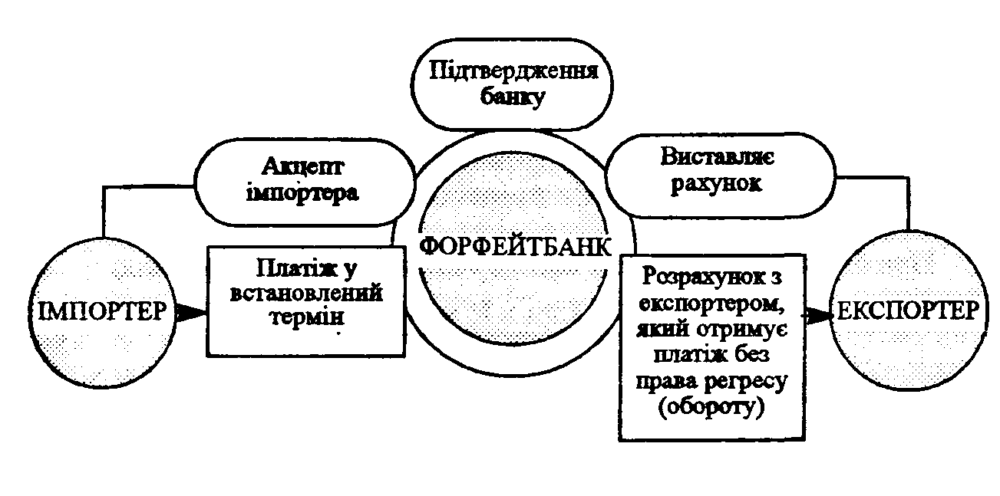 Підтвердження
банку
Акцепт
імпортера
Виставляє
рахунок
ФОРФЕЙТБАНК
ІМПОРТЕР
Платіж у
встановлений
термін
Розрахунок з
експортером,
який отримує
платіж без
права регресу
(обороту)
ЕКСПОРТЕР